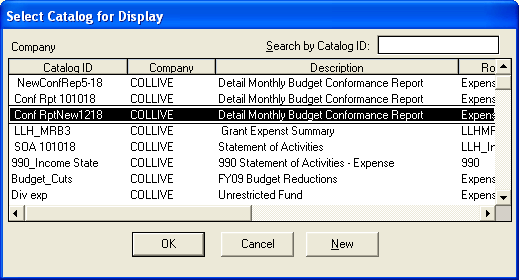 Select Catalog for Display
Company Search by Catalog ID:
Catalog ID Company Description Ro
NewConfRep5-18 COLLIVE Detail Monthly Budget Conformance Report Expens
Conf Rpt 101018 COLLIVE Detail Monthly Budget Conformance Report Expens
Conf RptNew1218 COLLIVE Detail Monthly Budget Conformance Report Expens
LLH_MRB3 COLLIVE Grant Expenst Summary LLHMF
SOA 101018 COLLIVE Statement of Activities LLH_In
990_Income State COLLIVE 990 Statement of Activities - Expense 990
Budget_Cuts COLLIVE FY09 Budget Reductions Expens
Div exp COLLIVE Unrestricted Fund Expens
OK Cancel New